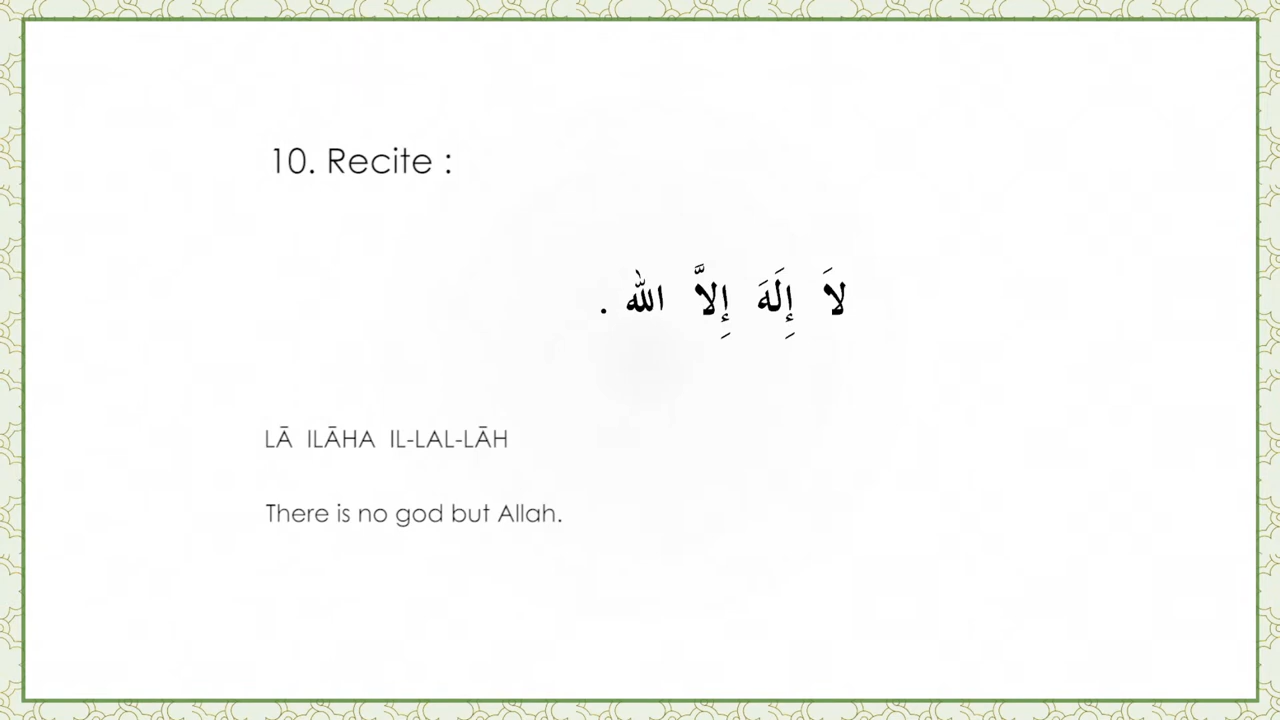 10. Recite :
لاَ إِلَهَ إِلاَّ الله .
LĀ ILĀHA IL-LAL-LĀH
There is no god but Allah.